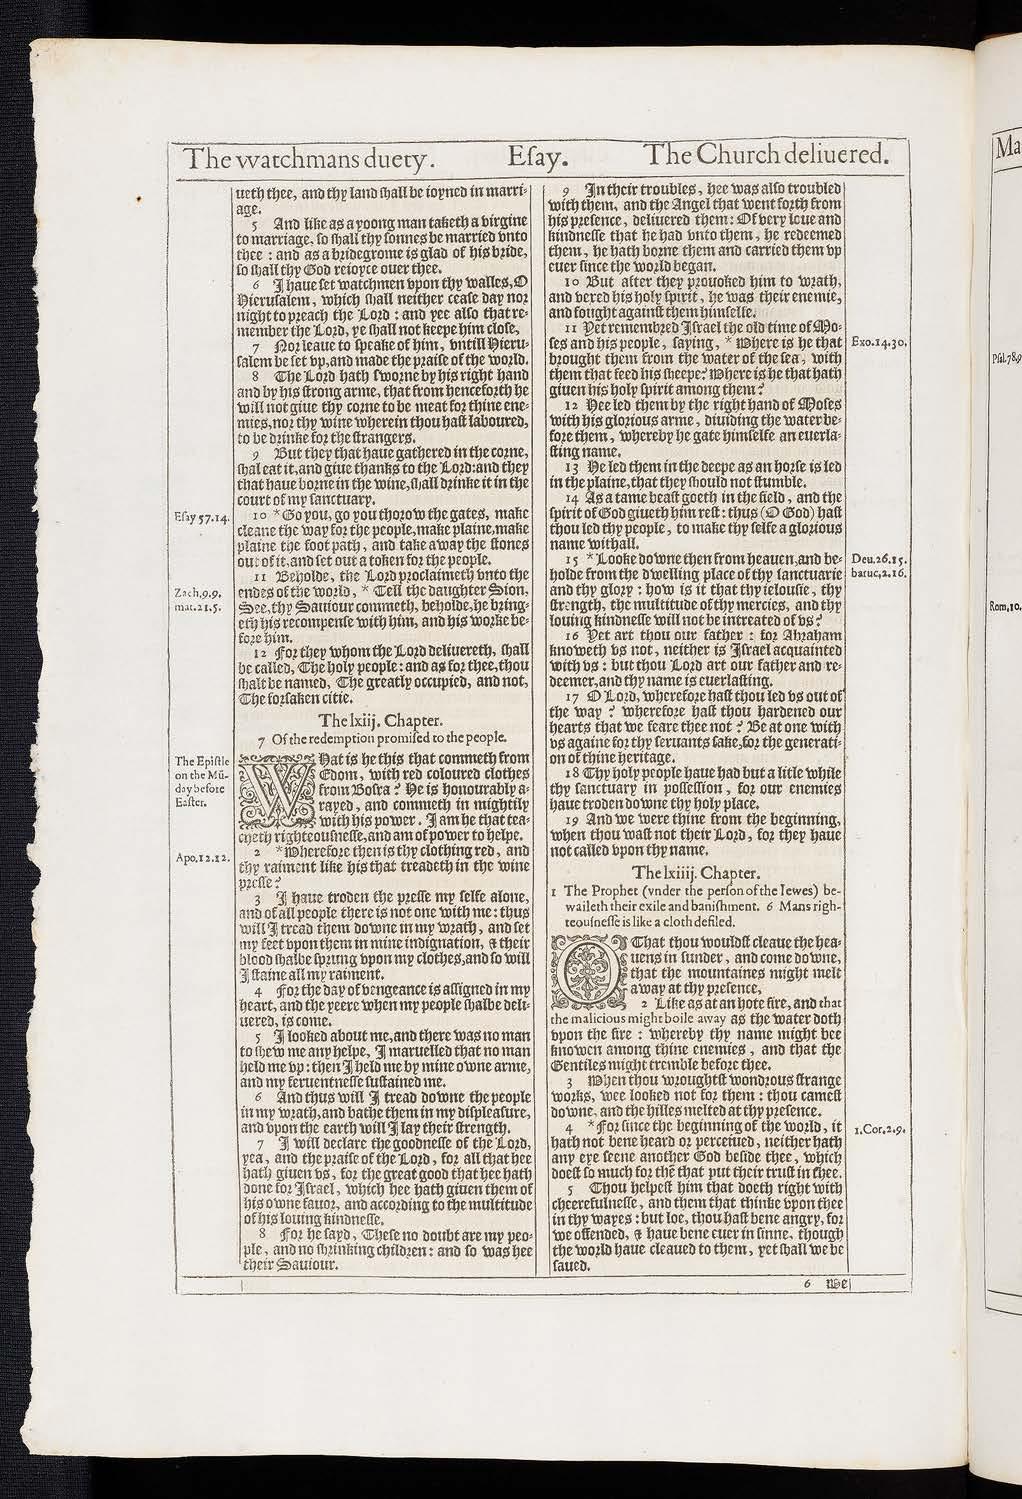 The watchmans duety. Esay. The Church deliuered.
ueth thee, and thy land shall be ioyned in marri-
age.
5 And like as a yoong man taketh a virgine
to marriage, so shall thy sonnes be married vnto
thee : and as a bridegrome is glad of his bride,
so shall thy God reioyce ouer thee.
6 I haue set watchmen vpon thy walles, O
Hierusalem, which shall neither cease day nor
night to preach the Lord : and yee also that re-
member the Lord, ye shall not keepe him close,
7 Nor leaue to speake of him, vntill Hieru-
salem be set vp, and made the praise of the world.
8 The Lord hath sworne by his right hand
and by his strong arme, that from henceforth he
will not giue thy corne to be meat for thine ene-
mies, nor thy wine wherein thou hast laboured,
to be drinke for the strangers.
9 But they that haue gathered in the corne,
shal eat it, and giue thanks to the Lord: and they
that haue borne in the wine, shall drinke it in the
court of my sanctuary.
Esay 57.14.
10 *Go you, go you thorow the gates, make
cleane the way for the people, make plaine, make
plaine the foot path, and take away the stones
out of it, and set out a token for the people.
11 Beholde, the Lord proclaimeth vnto the
Zach.9.9.
mat.21.5.
endes of the world, * Tell the daughter Sion,
See, thy Sauiour commeth, beholde, he bring-
eth his recompense with him, and his worke be-
fore him.
12 For they whom the Lord deliuereth, shall
be called, The holy people: and as for thee, thou
shalt be named, The greatly occupied, and not,
The forsaken citie.
The lxiij. Chapter.
7 Of the redemption promised to the people.
The Epistle
on the Mū-
day before
Easter.
WHat is he this that commeth from
Edom, with red coloured clothes
from Bosra? He is honourably a-
rayed, and commeth in mightily
with his power. I am he that tea-
cheth righteousnesse, and am of power to helpe.
Apo.12.12.
2 *Wherefore then is thy clothing red, and
thy raiment like his that treadeth in the wine
presse?
3 I haue troden the presse my selfe alone,
and of all people there is not one with me: thus
will I tread them downe in my wrath, and set
my feet vpon them in mine indignation, & their
blood shalbe sprung vpon my clothes, and so will
I staine all my raiment.
4 For the day of vengeance is assigned in my
heart, and the yeere when my people shalbe deli-
uered, is come.
5 I looked about me, and there was no man
to shew me any helpe, I maruelled that no man
held me vp: then I held me by mine owne arme,
and my feruentnesse sustained me.
6 And thus will I tread downe the people
in my wrath, and bathe them in my displeasure,
and vpon the earth will I lay their strength.
7 I will declare the goodnesse of the Lord,
yea, and the praise of the Lord, for all that hee
hath giuen vs, for the great good that hee hath
done for Israel, which hee hath giuen them of
his owne fauor, and according to the multitude
of his louing kindnesse.
8 For he sayd, These no doubt are my peo-
ple, and no shrinking children: and so was hee
their Sauiour.
9 In their troubles, hee was also troubled
with them, and the Angel that went forth from
his presence, deliuered them: Of very loue and
kindnesse that he had vnto them, he redeemed
them, he hath borne them and carried them vp
euer since the world began.
10 But after they prouoked him to wrath,
and vexed his holy spirit, he was their enemie,
and fought against them himselfe.
11 Yet remembred Israel the old time of Mo-
ses and his people, saying, * Where is he that
Exo.14.30.
brought them from the water of the sea, with
them that feed his sheepe? Where is he that hath
giuen his holy spirit among them?
12 Hee led them by the right hand of Moses
with his glorious arme, diuiding the water be-
fore them, whereby he gate himselfe an euerla-
sting name.
13 He led them in the deepe as an horse is led
in the plaine, that they should not stumble.
14 As a tame beast goeth in the field, and the
spirit of God giueth him rest: thus (O God) hast
thou led thy people, to make thy selfe a glorious
name withall.
15 * Looke downe then from heauen, and be-
Deu.26.15.
baruc.2.16.
holde from the dwelling place of thy sanctuarie
and thy glory : how is it that thy ielousie, thy
strength, the multitude of thy mercies, and thy
louing kindnesse will not be intreated of vs?
16 Yet art thou our father : for Abraham
knoweth vs not, neither is Israel acquainted
with vs : but thou Lord art our father and re-
deemer, and thy name is euerlasting.
17 O Lord, wherefore hast thou led vs out of
the way ? wherefore hast thou hardened our
hearts that we feare thee not ? Be at one with
vs againe for thy seruants sake, for the generati-
on of thine heritage.
18 Thy holy people haue had but a litle while
thy sanctuary in possession, for our enemies
haue troden downe thy holy place.
19 And we were thine from the beginning,
when thou wast not their Lord, for they haue
not called vpon thy name.
The lxiiij. Chapter.
1 The Prophet (vnder the person of the Iewes) be-
waileth their exile and banishment. 6 Mans righ-
teousnesse is like a cloth defiled.
O That thou wouldst cleaue the hea-
uens in sunder, and come downe,
that the mountaines might melt
away at thy presence,
2 Like as at an hote fire, and that
the malicious might boile away as the water doth
vpon the fire : whereby thy name might bee
knowen among thine enemies, and that the
Gentiles might tremble before thee.
3 When thou wroughtst wondrous strange
works, wee looked not for them : thou camest
downe, and the hilles melted at thy presence.
4 *For since the beginning of the world, it
1.Cor.2.9.
hath not bene heard or perceiued, neither hath
any eye seene another God beside thee, which
doest so much for thē that put their trust in thee.
5 Thou helpest him that doeth right with
cheerefulnesse, and them that thinke vpon thee
in thy wayes : but loe, thou hast bene angry, for
we offended, & haue bene euer in sinne, though
the world haue cleaued to them, yet shall we be
saued.
6 We
Ma
Psal.78.9
Rom.10.